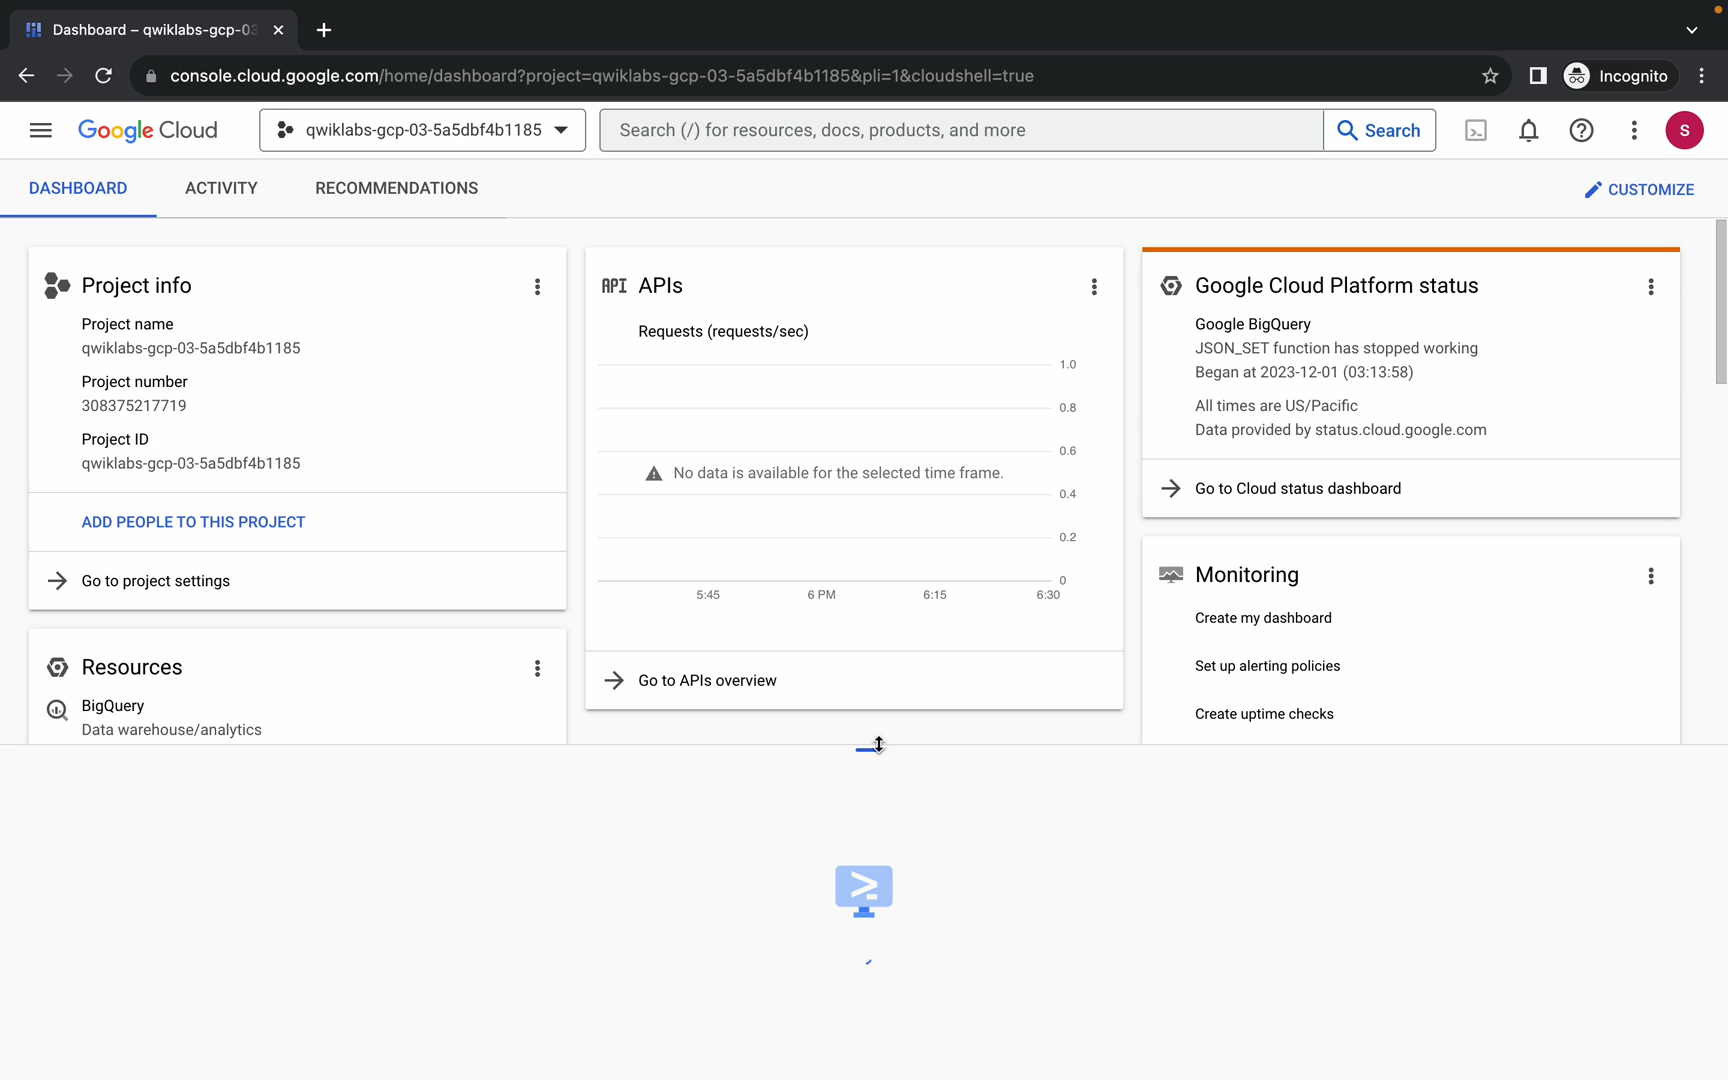 Dashboard – qwiklabs-gcp-03
console.cloud.google.com/home/dashboard?project=qwiklabs-gcp-03-5a5dbf4b1185&pli=1&cloudshell=true
Incognito
Google Cloud
qwiklabs-gcp-03-5a5dbf4b1185
Search (/) for resources, docs, products, and more
Search
S
DASHBOARD
ACTIVITY
RECOMMENDATIONS
CUSTOMIZE
Project info
Project name
qwiklabs-gcp-03-5a5dbf4b1185
Project number
308375217719
Project ID
qwiklabs-gcp-03-5a5dbf4b1185
ADD PEOPLE TO THIS PROJECT
Go to project settings
Resources
BigQuery
Data warehouse/analytics
API APIs
Requests (requests/sec)
1.0
0.8
0.6
No data is available for the selected time frame.
0.4
0.2
0
5:45 6 PM 6:15 6:30
Go to APIs overview
Google Cloud Platform status
Google BigQuery
JSON_SET function has stopped working
Began at 2023-12-01 (03:13:58)
All times are US/Pacific
Data provided by status.cloud.google.com
Go to Cloud status dashboard
Monitoring
Create my dashboard
Set up alerting policies
Create uptime checks